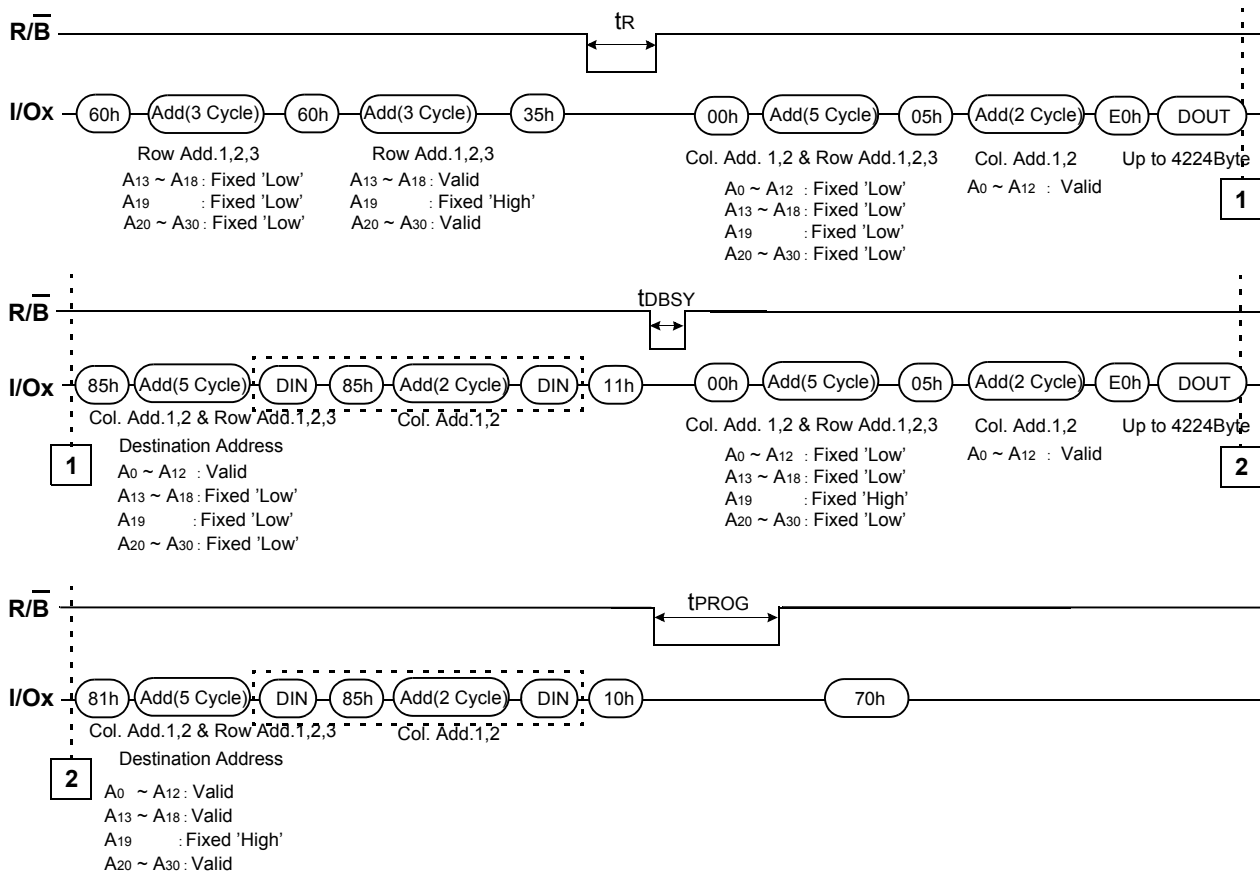 tR
R/B
I/Ox 60h Add(3 Cycle) 60h Add(3 Cycle) 35h 00h Add(5 Cycle) 05h Add(2 Cycle) E0h DOUT
Row Add.1,2,3 Row Add.1,2,3 Col. Add. 1,2 & Row Add.1,2,3 Col. Add.1,2 Up to 4224Byte
A13 ~ A18 : Fixed 'Low' A13 ~ A18 : Valid A0 ~ A12 : Fixed 'Low' A0 ~ A12 : Valid
A19 : Fixed 'Low' A19 : Fixed 'High' A13 ~ A18 : Fixed 'Low'
A20 ~ A30 : Fixed 'Low' A20 ~ A30 : Valid A19 : Fixed 'Low'
A20 ~ A30 : Fixed 'Low'
1
tDBSY
R/B
I/Ox 85h Add(5 Cycle) DIN 85h Add(2 Cycle) DIN 11h 00h Add(5 Cycle) 05h Add(2 Cycle) E0h DOUT
Col. Add.1,2 & Row Add.1,2,3 Col. Add.1,2 Col. Add. 1,2 & Row Add.1,2,3 Col. Add.1,2 Up to 4224Byte
1 Destination Address
A0 ~ A12 : Valid A0 ~ A12 : Fixed 'Low' A0 ~ A12 : Valid
A13 ~ A18 : Fixed 'Low' A13 ~ A18 : Fixed 'Low'
A19 : Fixed 'Low' A19 : Fixed 'High'
A20 ~ A30 : Fixed 'Low' A20 ~ A30 : Fixed 'Low'
2
tPROG
R/B
I/Ox 81h Add(5 Cycle) DIN 85h Add(2 Cycle) DIN 10h 70h
Col. Add.1,2 & Row Add.1,2,3 Col. Add.1,2
2 Destination Address
A0 ~ A12 : Valid
A13 ~ A18 : Valid
A19 : Fixed 'High'
A20 ~ A30 : Valid